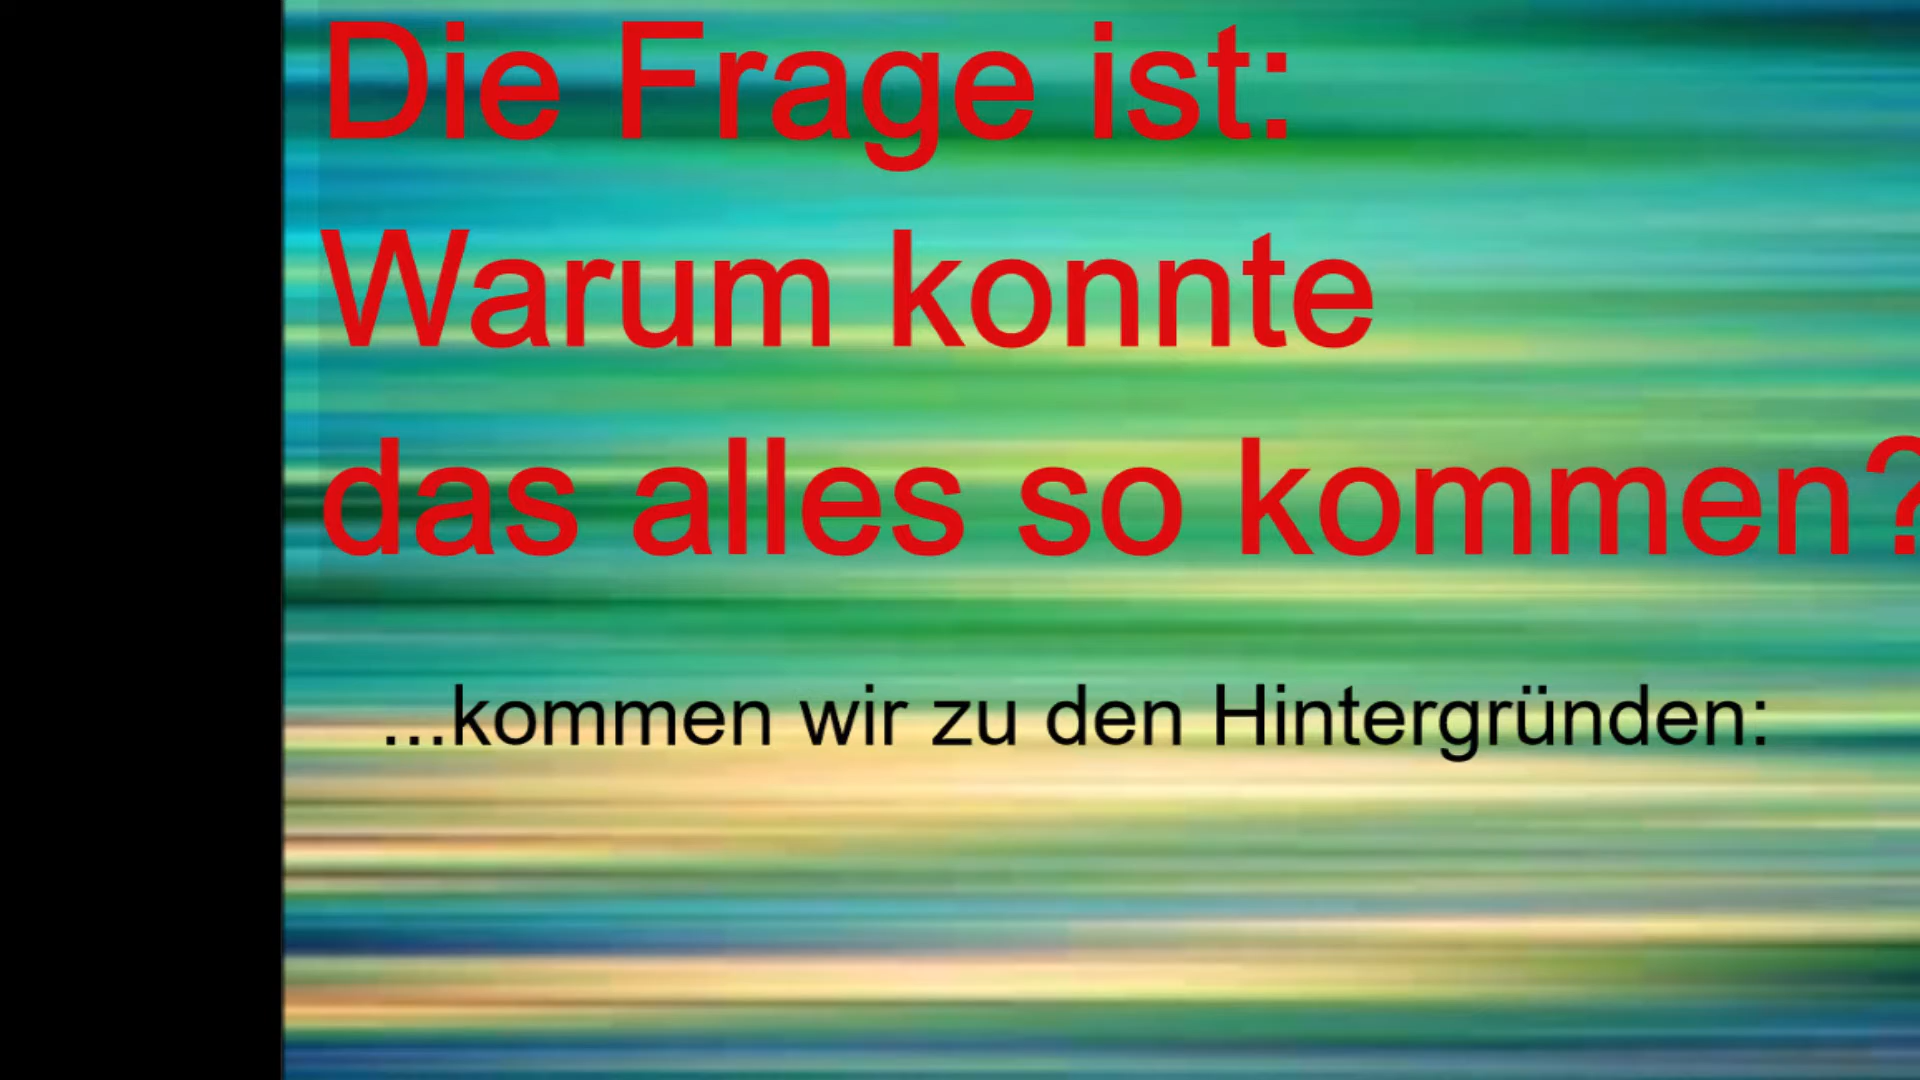 Die Frage ist:
Warum konnte
das alles so kommen?
...kommen wir zu den Hintergründen: